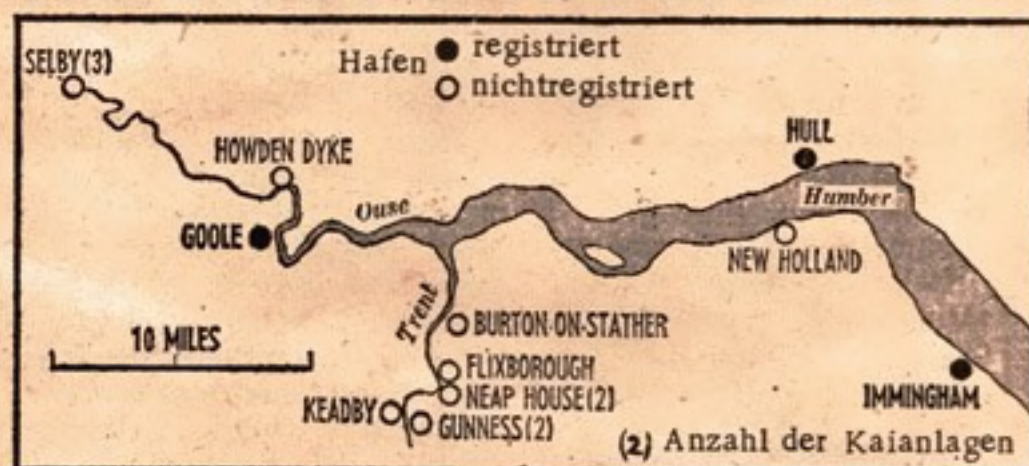 Hafen
registriert
nichtregistriert
SELBY (3)
HOWDEN DYKE
HULL
Ouse
Humber
GOOLE
NEW HOLLAND
Trent
BURTON-ON-STATHER
10 MILES
FLIXBOROUGH
NEAP HOUSE (2)
KEADBY
GUNNESS (2)
IMMINGHAM
(2) Anzahl der Kaianlagen